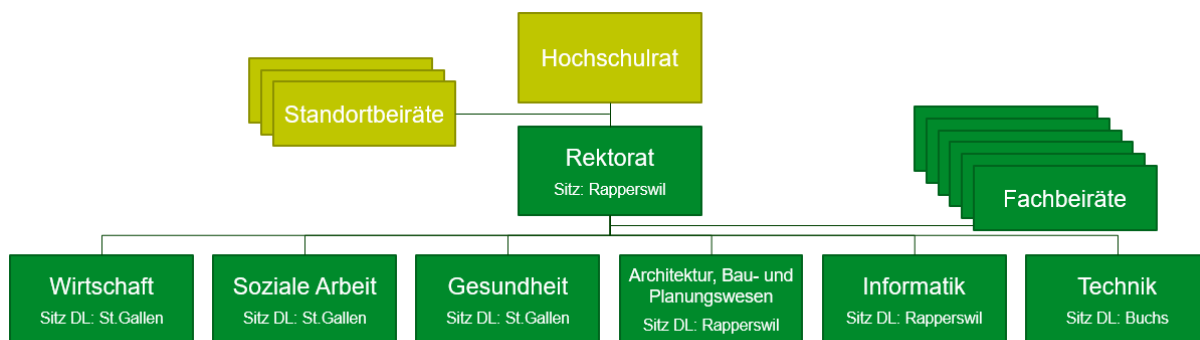 Hochschulrat
Standortbeiräte
Rektorat
Sitz: Rapperswil
Fachbeiräte
Wirtschaft
Sitz DL: St.Gallen
Soziale Arbeit
Sitz DL: St.Gallen
Gesundheit
Sitz DL: St.Gallen
Architektur, Bau- und
Planungswesen
Sitz DL: Rapperswil
Informatik
Sitz DL: Rapperswil
Technik
Sitz DL: Buchs